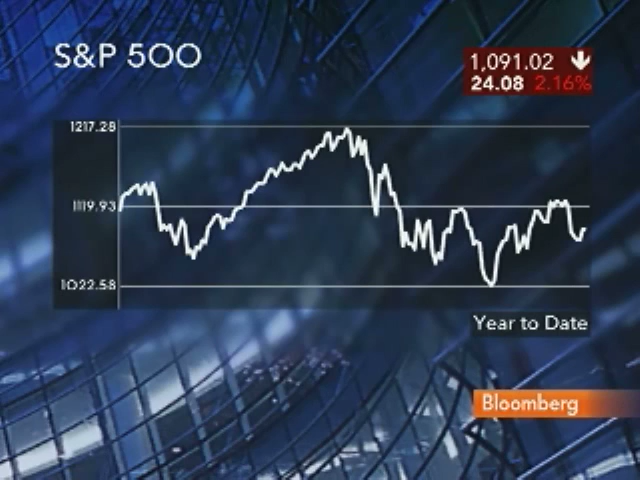 S&P 500
1,091.02
24.08 2.16%
1217.28
1119.93
1022.58
Year to Date
Bloomberg